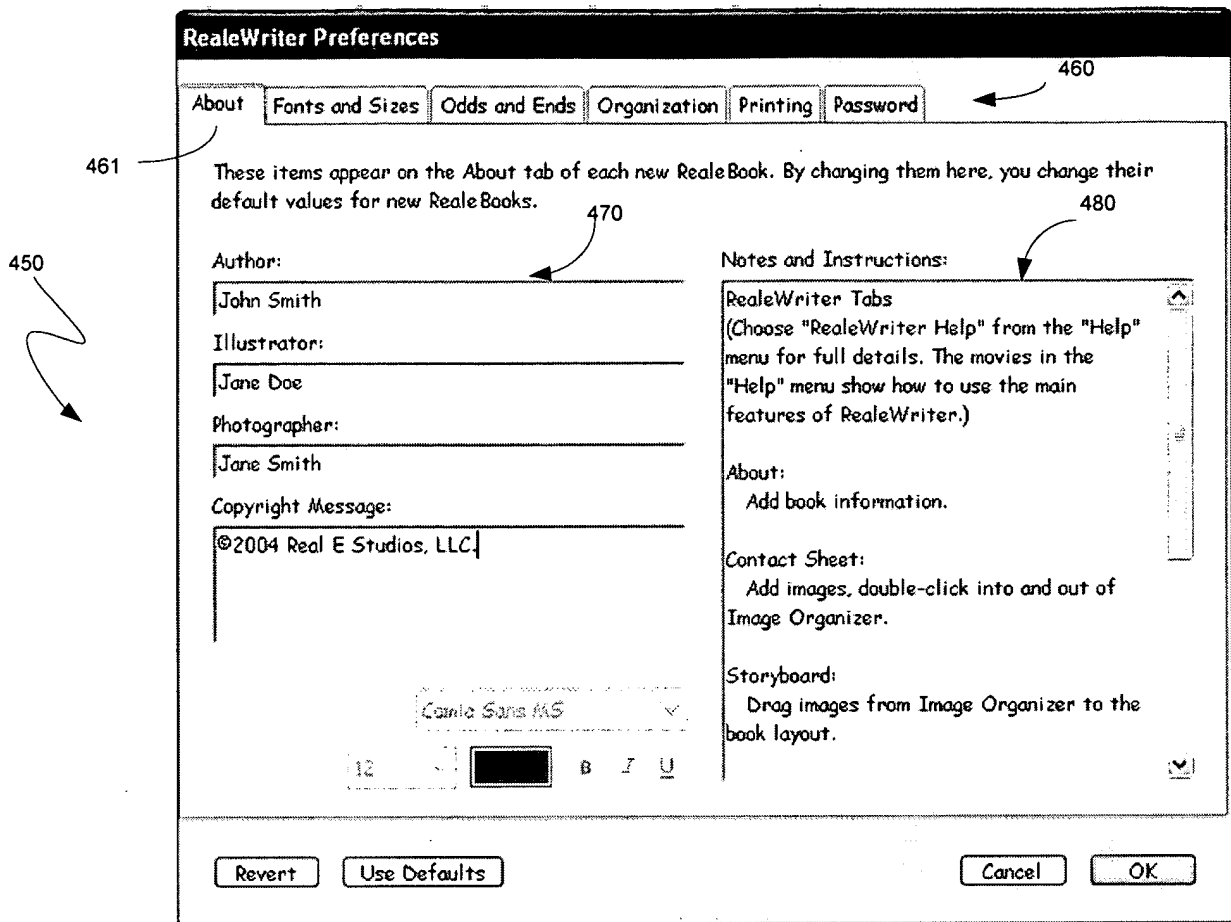 RealeWriter Preferences
460
About Fonts and Sizes Odds and Ends Organization Printing Password
461
These items appear on the About tab of each new RealeBook. By changing them here, you change their
default values for new RealeBooks.
470
480
450
Author:
John Smith
Illustrator:
Jane Doe
Photographer:
Jane Smith
Copyright Message:
©2004 Real E Studios, LLC.
Comic Sans MS
12
B I U
Notes and Instructions:
RealeWriter Tabs
(Choose "RealeWriter Help" from the "Help"
menu for full details. The movies in the
"Help" menu show how to use the main
features of RealeWriter.)
About:
Add book information.
Contact Sheet:
Add images, double-click into and out of
Image Organizer.
Storyboard:
Drag images from Image Organizer to the
book layout.
Revert Use Defaults Cancel OK